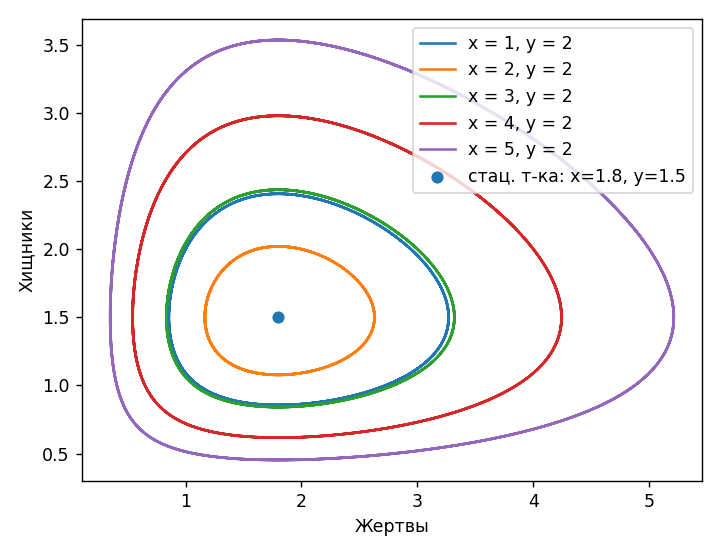 3.5
3.0
2.5
2.0
1.5
1.0
0.5
Хищники
x = 1, y = 2
x = 2, y = 2
x = 3, y = 2
x = 4, y = 2
x = 5, y = 2
стац. т-ка: x=1.8, y=1.5
1 2 3 4 5
Жертвы